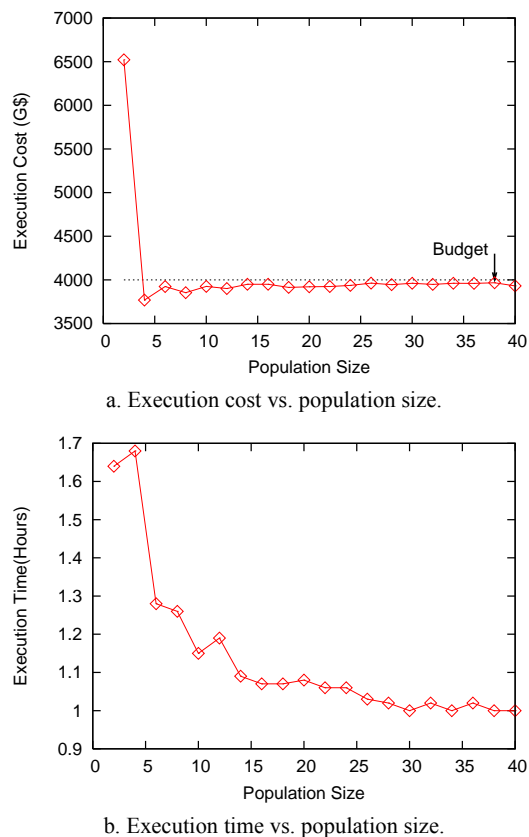 7000
6500
6000
5500
5000
4500
4000
3500
Execution Cost (G$)
Budget
0 5 10 15 20 25 30 35 40
Population Size
a. Execution cost vs. population size.
1.7
1.6
1.5
1.4
1.3
1.2
1.1
1
0.9
Execution Time(Hours)
0 5 10 15 20 25 30 35 40
Population Size
b. Execution time vs. population size.